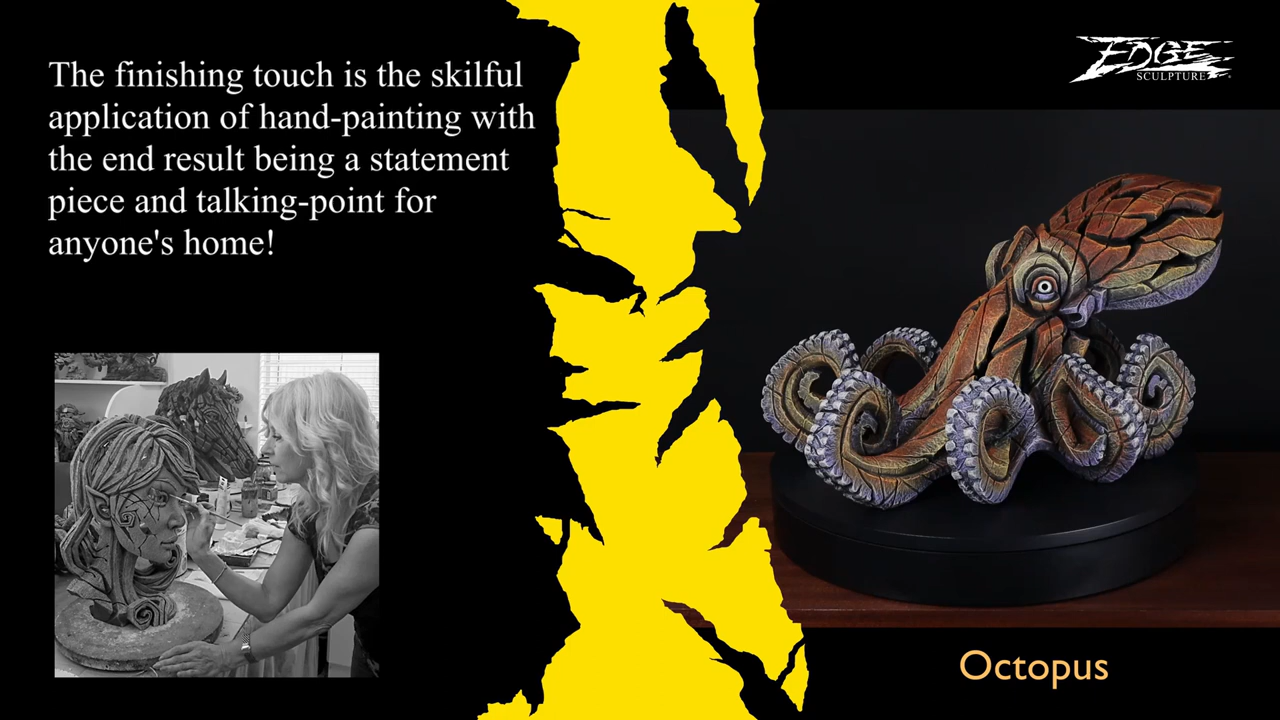 The finishing touch is the skilful
application of hand-painting with
the end result being a statement
piece and talking-point for
anyone's home!
EDGE
SCULPTURE
Octopus